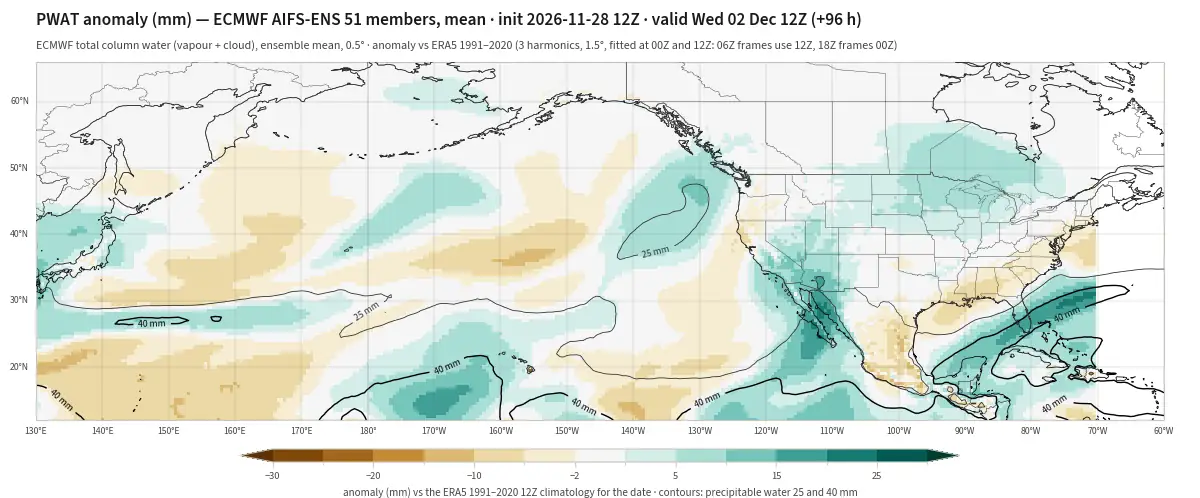 PWAT anomaly (mm) — ECMWF AIFS-ENS 51 members, mean · init 2026-11-28 12Z · valid Wed 02 Dec 12Z (+96 h)
ECMWF total column water (vapour + cloud), ensemble mean, 0.5° · anomaly vs ERA5 1991–2020 (3 harmonics, 1.5°, fitted at 00Z and 12Z: 06Z frames use 12Z, 18Z frames 00Z)
60°N
50°N
40°N
25 mm
30°N
25 mm
40 mm
40 mm
20°N
40 mm
40 mm
40 mm
40 mm
40 mm
130°E 140°E 150°E 160°E 170°E 180° 170°W 160°W 150°W 140°W 130°W 120°W 110°W 100°W 90°W 80°W 70°W 60°W
−30 −20 −10 −2 5 15 25
anomaly (mm) vs the ERA5 1991–2020 12Z climatology for the date · contours: precipitable water 25 and 40 mm